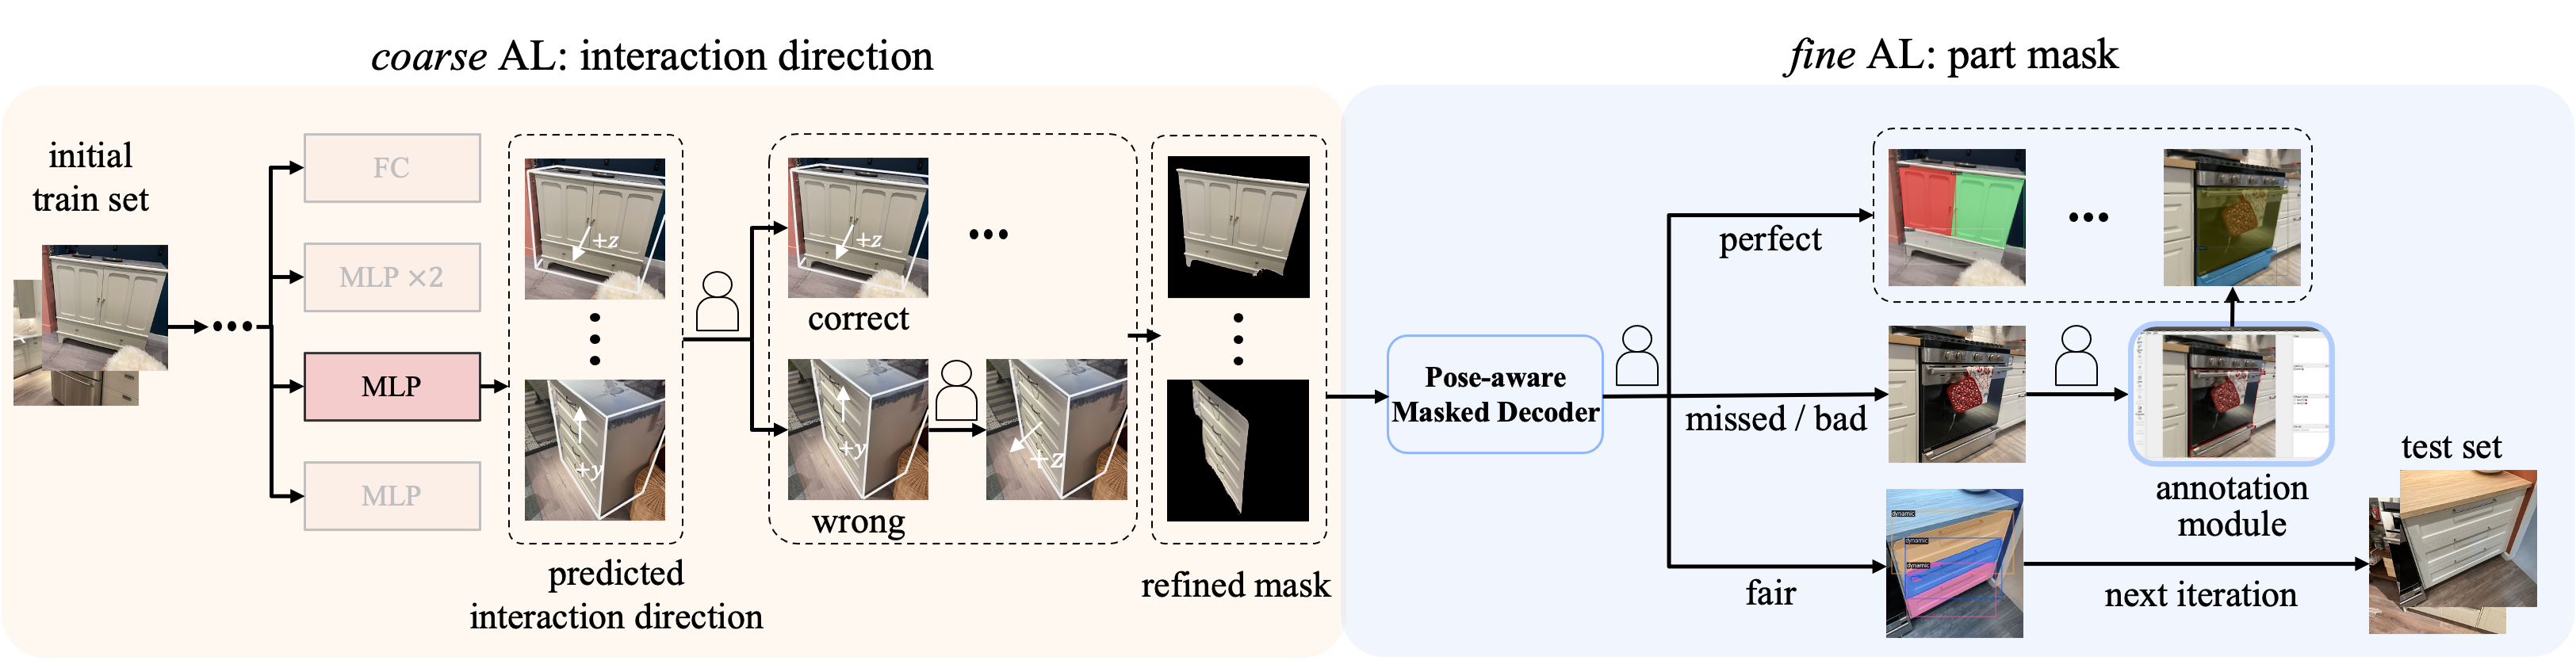 coarse AL: interaction direction
fine AL: part mask
initial
train set
FC
MLP ×2
MLP
MLP
+z
+y
predicted
interaction direction
+z
correct
+y
+z
wrong
refined mask
Pose-aware
Masked Decoder
perfect
missed / bad
fair
dynamic
dynamic
dynamic
annotation
module
next iteration
test set